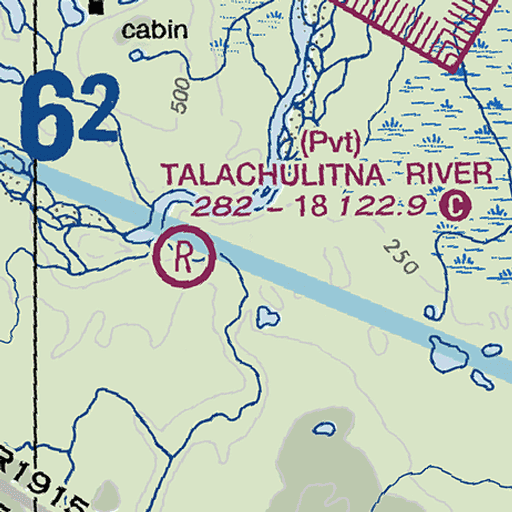 cabin
500
6²
(Pvt)
TALACHULITNA RIVER
282 – 18 122.9 C
R
250
R1915